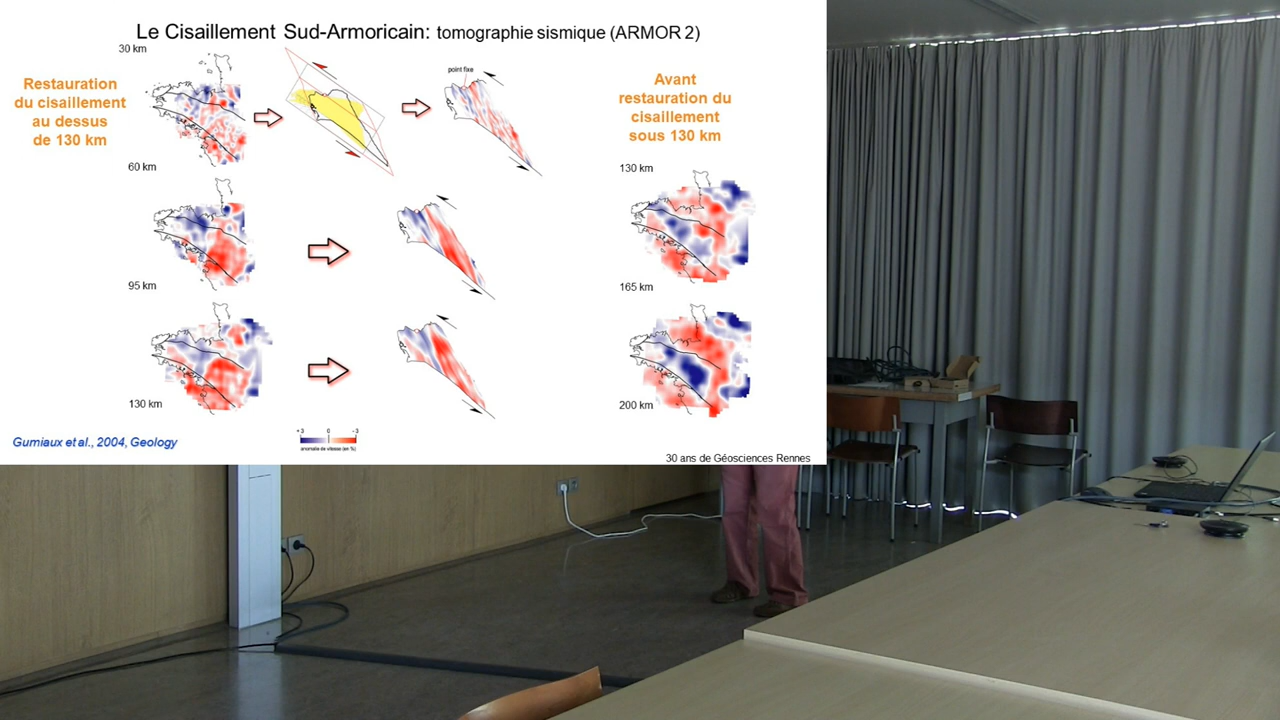 Le Cisaillement Sud-Armoricain: tomographie sismique (ARMOR 2)
30 km
Restauration
du cisaillement
au dessus
de 130 km
60 km
point fixe
Avant
restauration du
cisaillement
sous 130 km
130 km
95 km
165 km
130 km
200 km
+3 0 -3
anomalie de vitesse (en %)
Gumiaux et al., 2004, Geology
30 ans de Géosciences Rennes